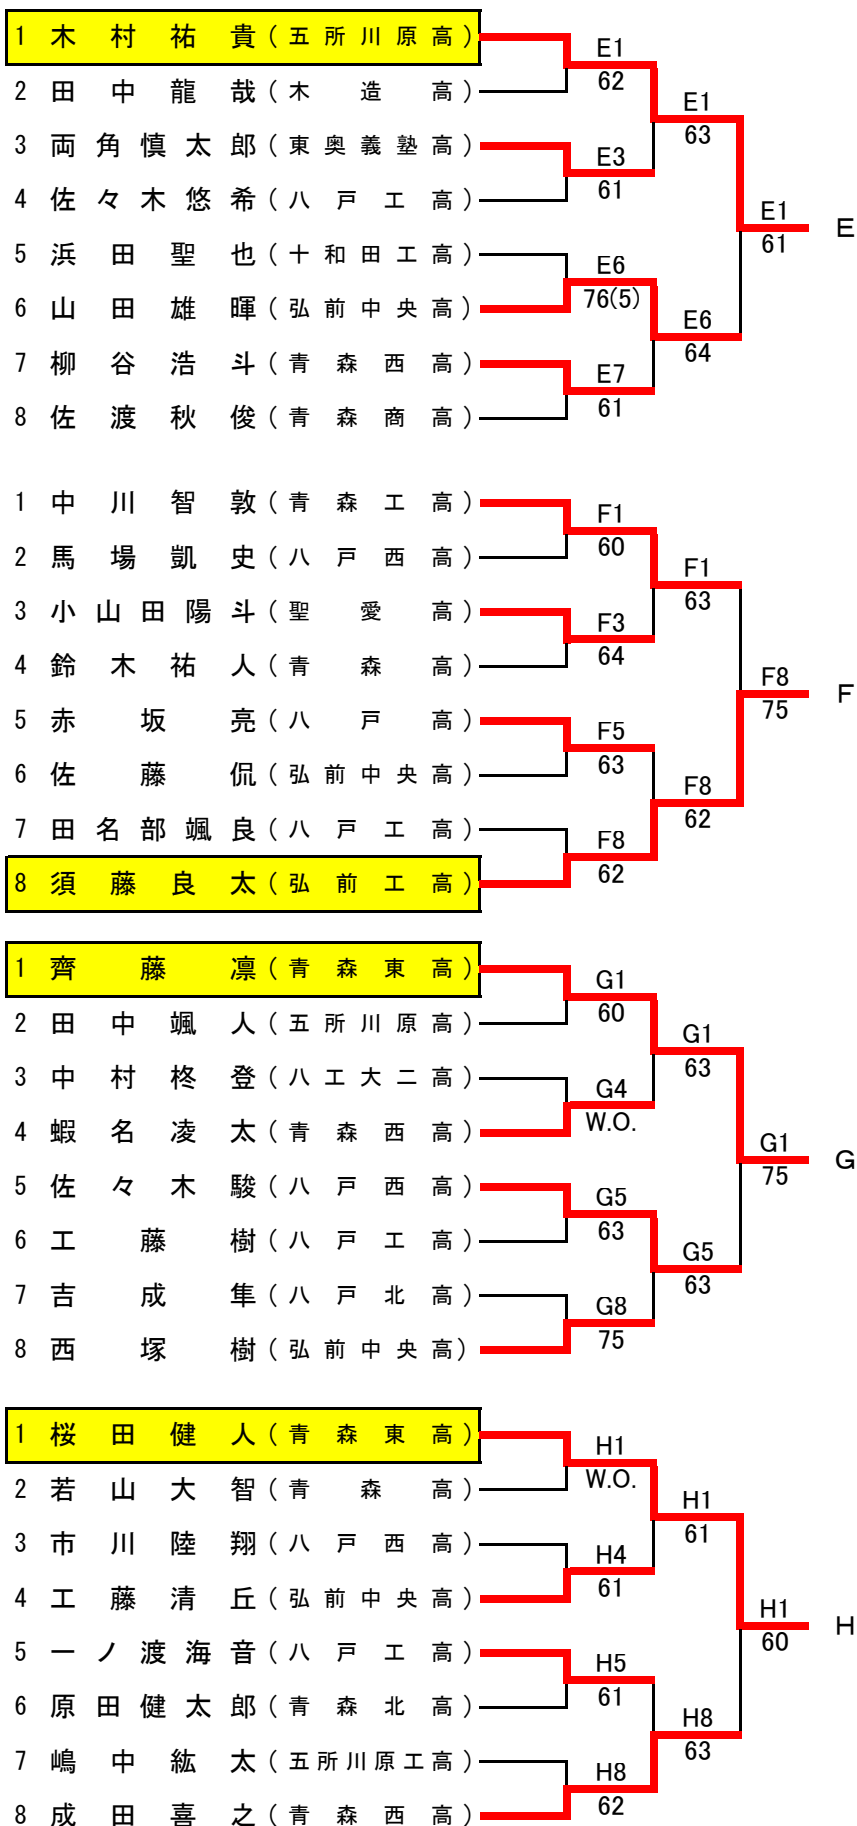 1 木村祐貴(五所川原高)
E1
2 田中龍哉(木造高)
62
E1
3 両角慎太郎(東奥義塾高)
63
E3
4 佐々木悠希(八戸工高)
61
E1 E
5 浜田聖也(十和田工高)
61
E6
6 山田雄暉(弘前中央高)
76(5)
E6
7 柳谷浩斗(青森西高)
64
E7
8 佐渡秋俊(青森商高)
61
1 中川智敦(青森工高)
F1
2 馬場凱史(八戸西高)
60
F1
3 小山田陽斗(聖愛高)
63
F3
4 鈴木祐人(青森高)
64
F8 F
5 赤坂亮(八戸高)
75
F5
6 佐藤侃(弘前中央高)
63
F8
7 田名部颯良(八戸工高)
62
F8
8 須藤良太(弘前工高)
62
1 齊藤凛(青森東高)
G1
2 田中颯人(五所川原高)
60
G1
3 中村柊登(八工大二高)
63
G4
4 蝦名凌太(青森西高)
W.O.
G1 G
5 佐々木駿(八戸西高)
75
G5
6 工藤樹(八戸工高)
63
G5
7 吉成隼(八戸北高)
63
G8
8 西塚樹(弘前中央高)
75
1 桜田健人(青森東高)
H1
2 若山大智(青森高)
W.O.
H1
3 市川陸翔(八戸西高)
61
H4
4 工藤清丘(弘前中央高)
61
H1 H
5 一ノ渡海音(八戸工高)
60
H5
6 原田健太郎(青森北高)
61
H8
7 嶋中紘太(五所川原工高)
63
H8
8 成田喜之(青森西高)
62